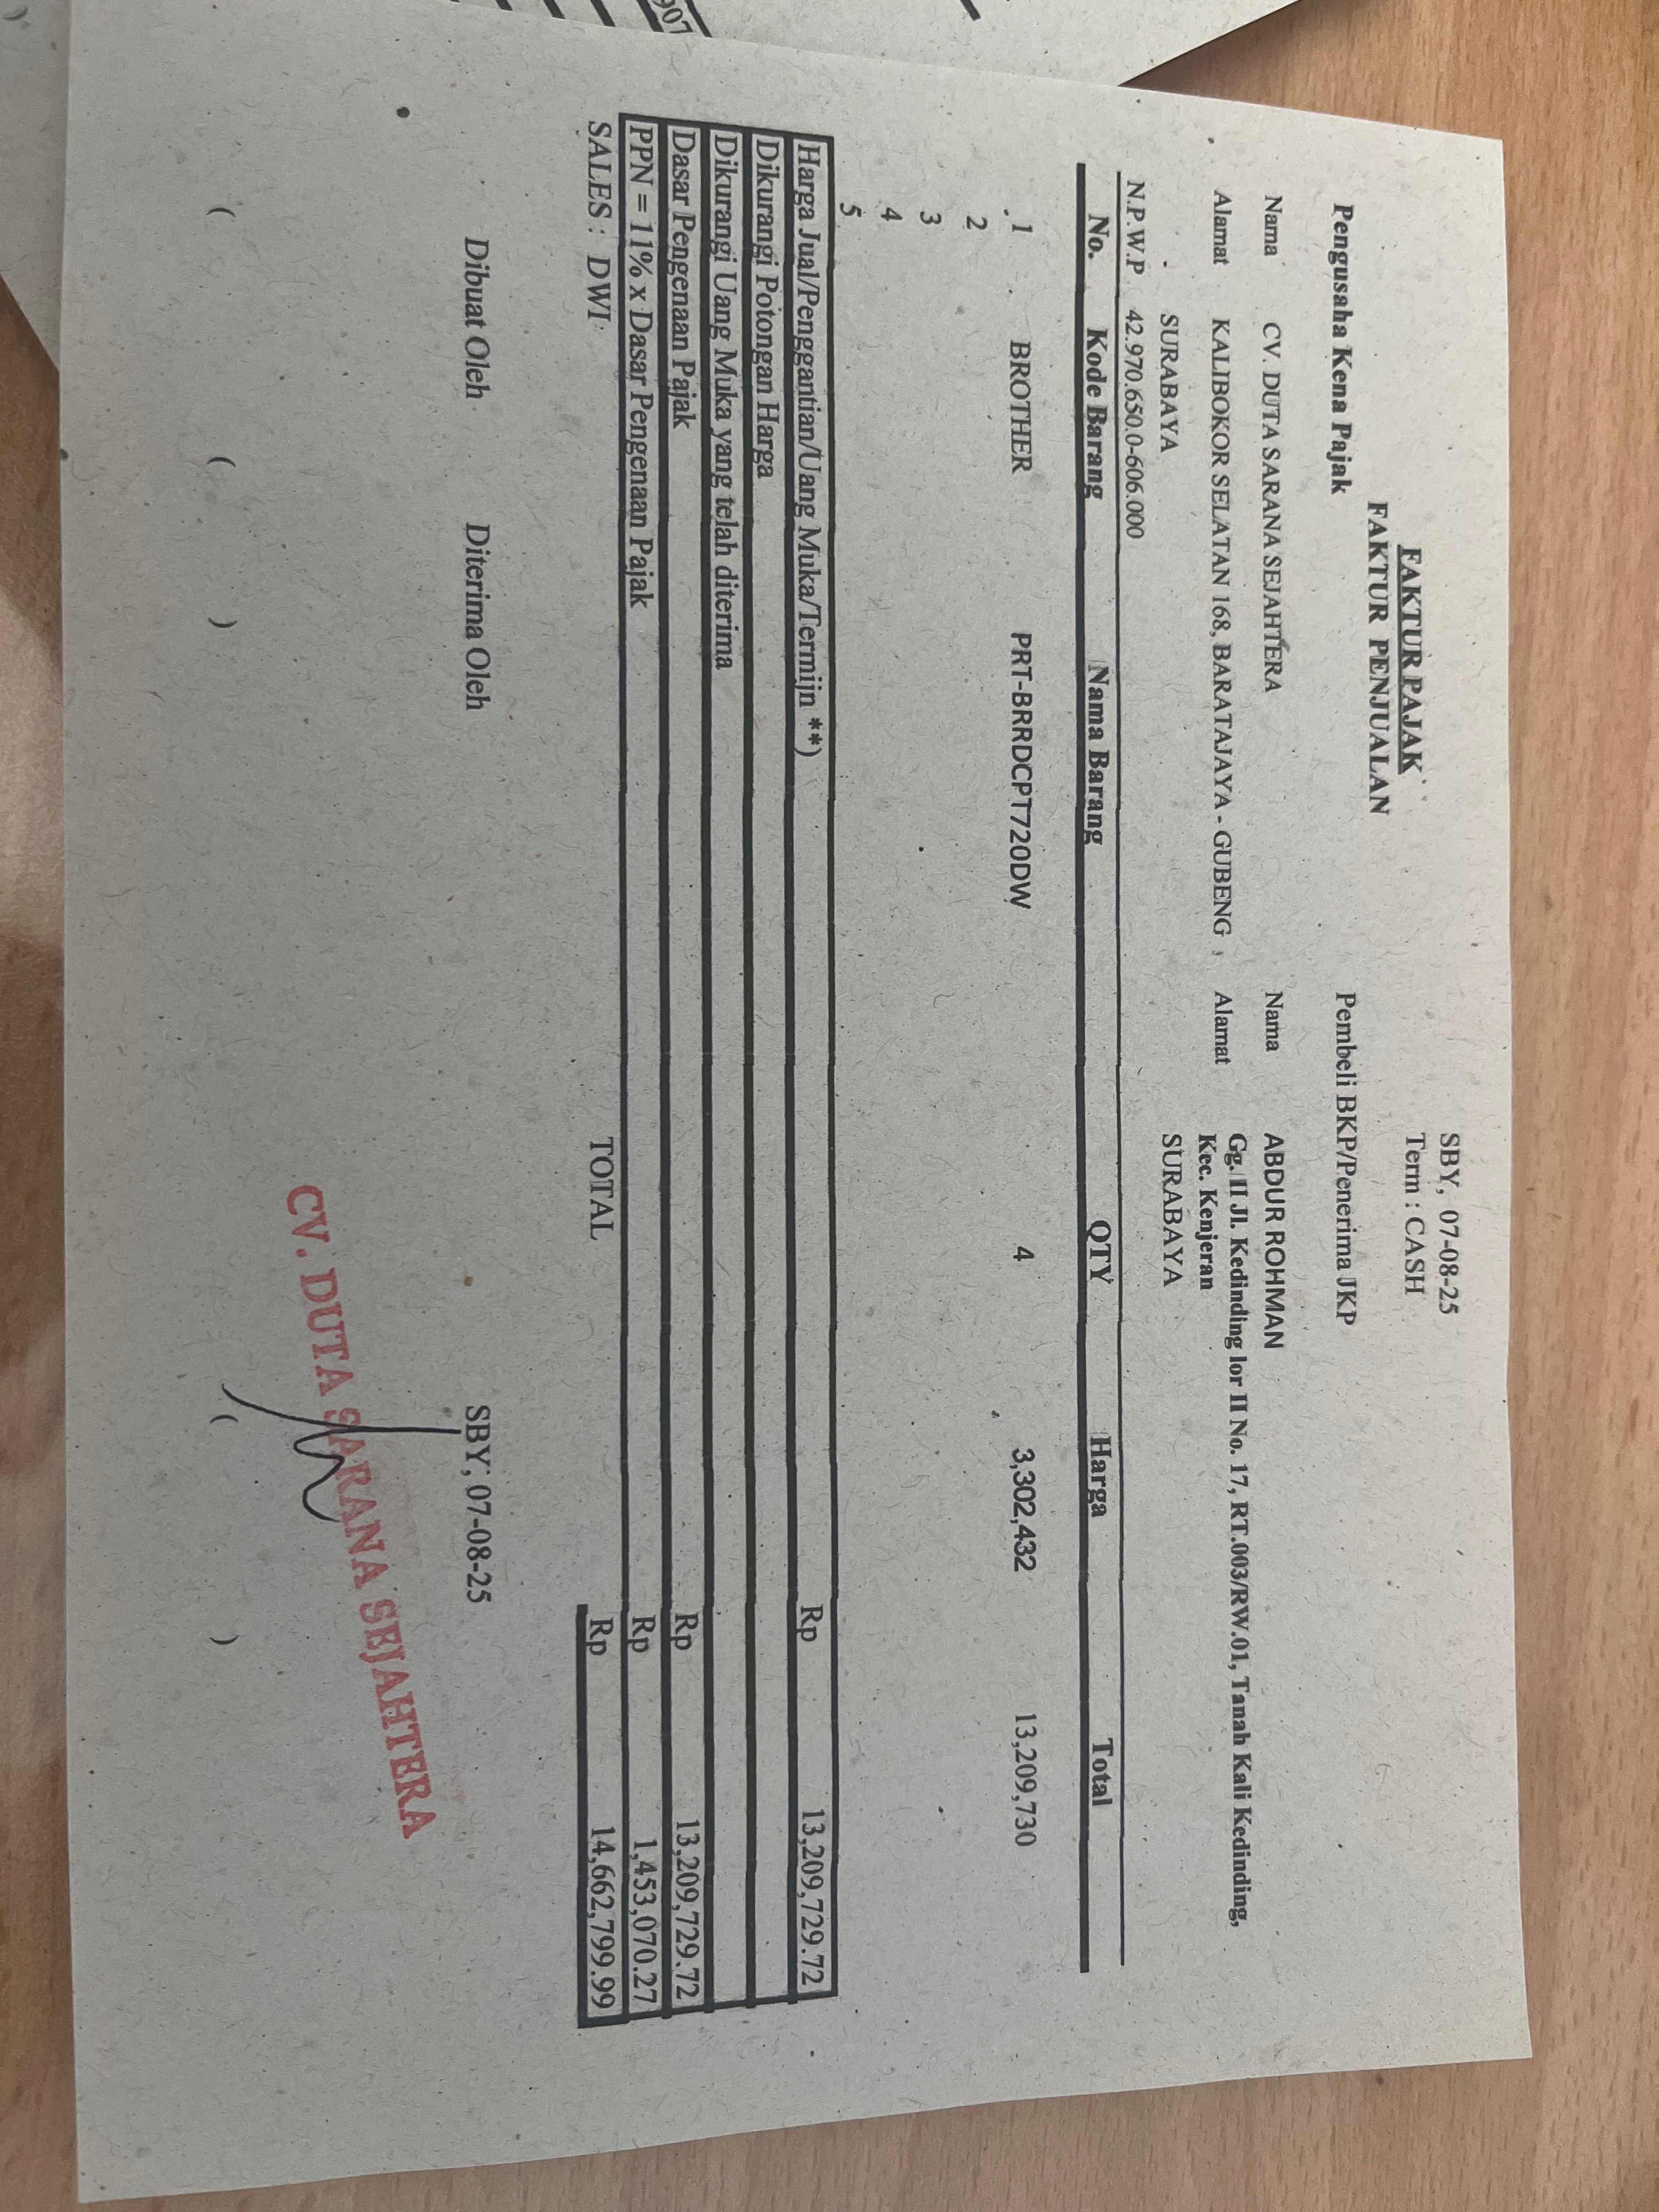 907
SBY, 07-08-25
FAKTUR PAJAK
Term : CASH
FAKTUR PENJUALAN
Pengusaha Kena Pajak
Pembeli BKP/Penerima JKP
Nama CV. DUTA SARANA SEJAHTERA
Nama ABDUR ROHMAN
Alamat KALIBOKOR SELATAN 168, BARATAJAYA - GUBENG
Alamat Gg. II Jl. Kedinding lor II No. 17, RT.003/RW.01, Tanah Kali Kedinding,
Kec. Kenjeran
SURABAYA
SURABAYA
N.P.W.P 42.970.650.0-606.000
No. Kode Barang Nama Barang QTY Harga Total
1 BROTHER PRT-BRRDCPT720DW 4 3,302,432 13,209,730
2
3
4
5
Harga Jual/Penggantian/Uang Muka/Termijn **) Rp 13,209,729.72
Dikurangi Potongan Harga
Dikurangi Uang Muka yang telah diterima
Dasar Pengenaan Pajak Rp 13,209,729.72
PPN = 11% x Dasar Pengenaan Pajak Rp 1,453,070.27
SALES : DWI TOTAL Rp 14,662,799.99
Dibuat Oleh Diterima Oleh SBY, 07-08-25
CV. DUTA SARANA SEJAHTERA
( ) ( )